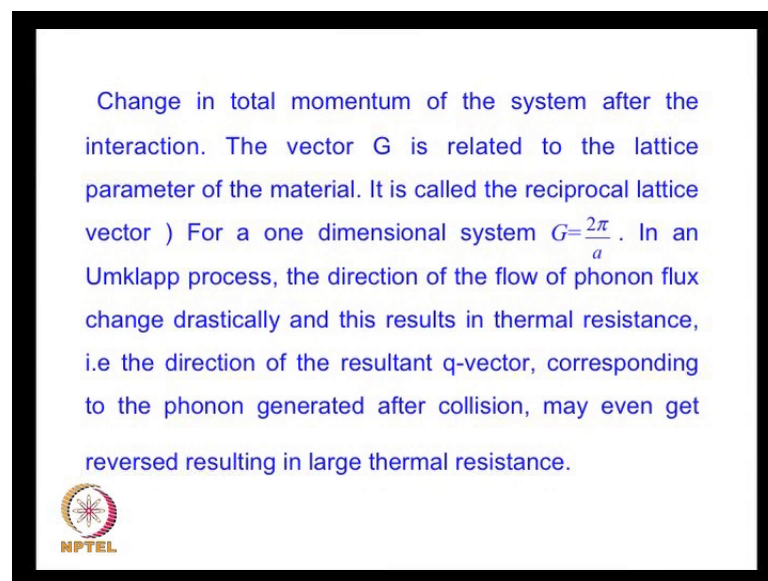 Change in total momentum of the system after the
interaction. The vector G is related to the lattice
parameter of the material. It is called the reciprocal lattice
vector ) For a one dimensional system G=2π/a . In an
Umklapp process, the direction of the flow of phonon flux
change drastically and this results in thermal resistance,
i.e the direction of the resultant q-vector, corresponding
to the phonon generated after collision, may even get
reversed resulting in large thermal resistance.
NPTEL